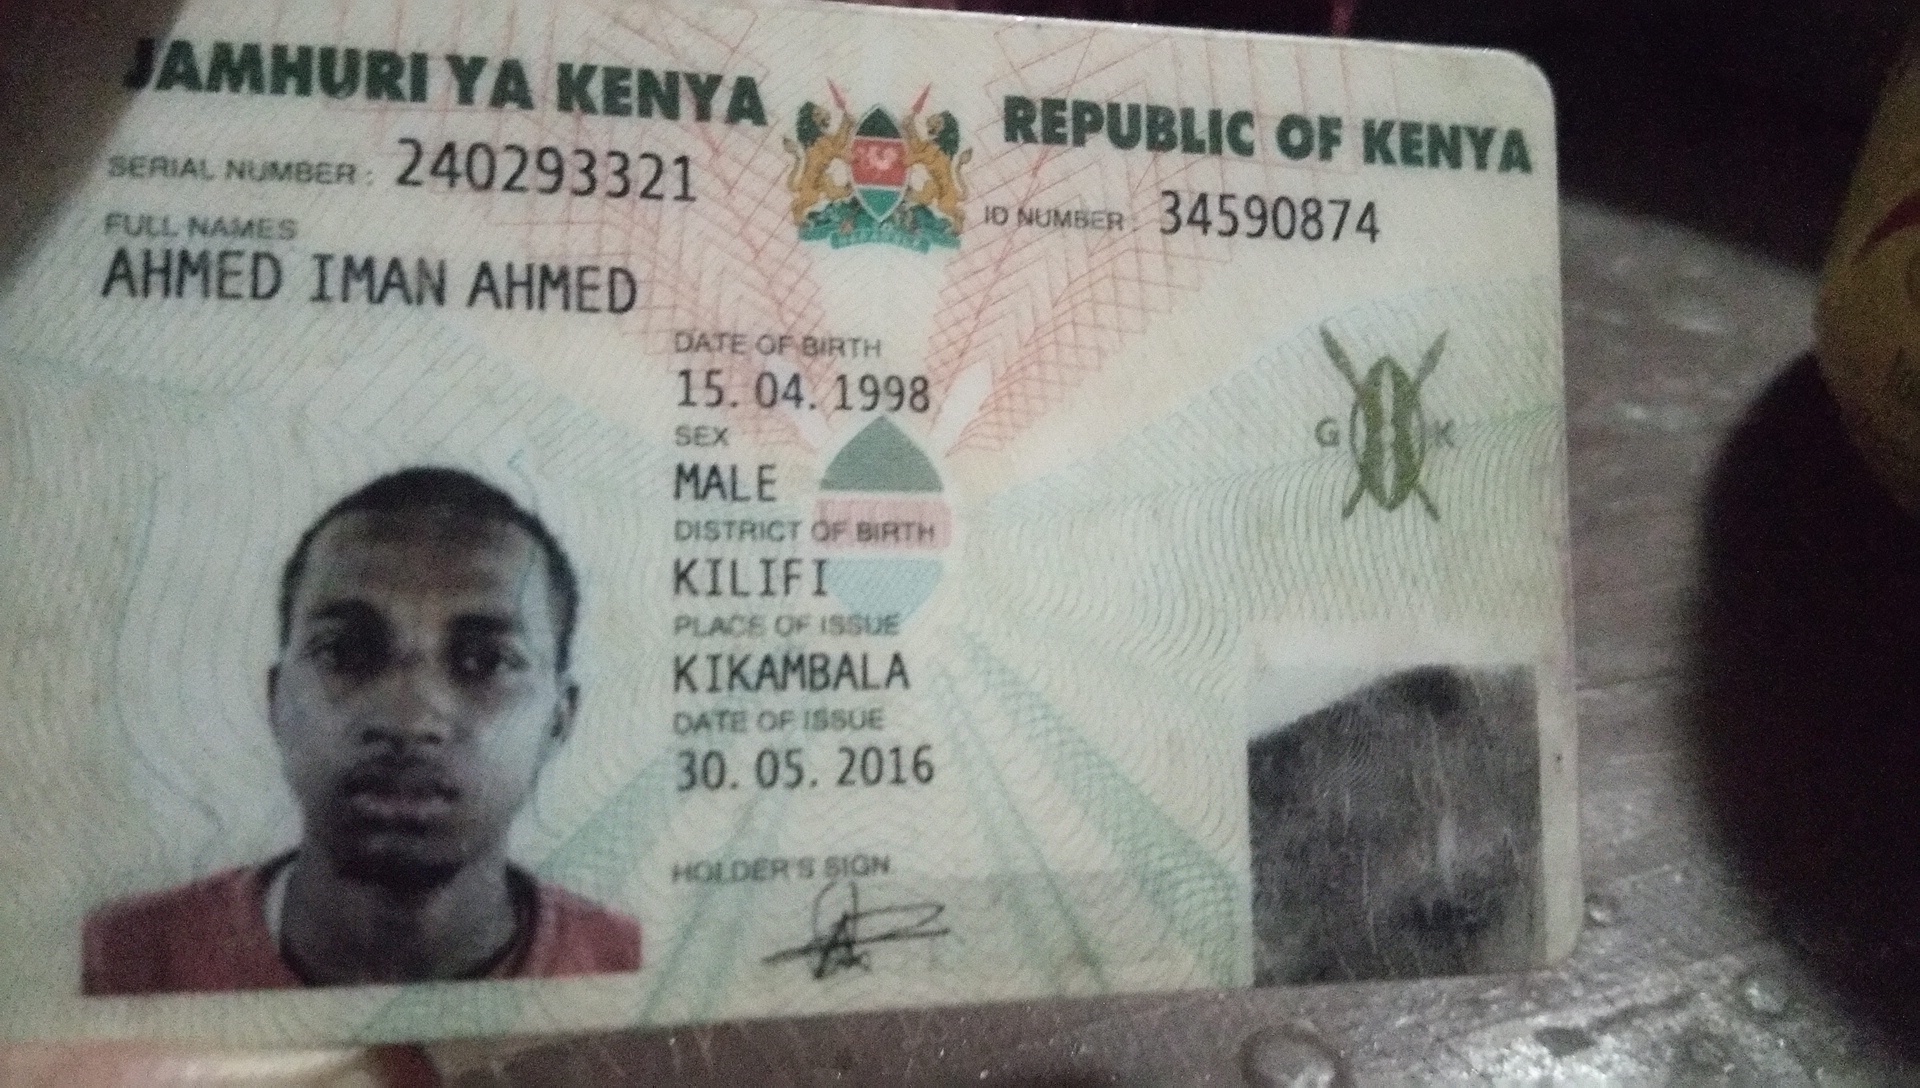 JAMHURI YA KENYA
REPUBLIC OF KENYA
SERIAL NUMBER: 240293321
ID NUMBER: 34590874
FULL NAMES
AHMED IMAN AHMED
DATE OF BIRTH
15. 04. 1998
SEX
MALE
DISTRICT OF BIRTH
KILIFI
PLACE OF ISSUE
KIKAMBALA
DATE OF ISSUE
30. 05. 2016
HOLDER'S SIGN
G K